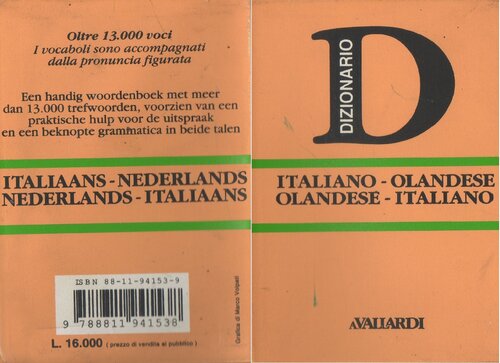 Oltre 13.000 voci
I vocaboli sono accompagnati
dalla pronuncia figurata
Een handig woordenboek met meer
dan 13.000 trefwoorden, voorzien van een
praktische hulp voor de uitspraak
en een beknopte grammatica in beide talen
ITALIAANS - NEDERLANDS
NEDERLANDS - ITALIAANS
ISBN 88-11-94153-9
9 788811 941538
L. 16.000 ( prezzo di vendita al pubblico )
Grafica di Marco Volpati
D
DIZIONARIO
ITALIANO - OLANDESE
OLANDESE - ITALIANO
A.VALLARDI